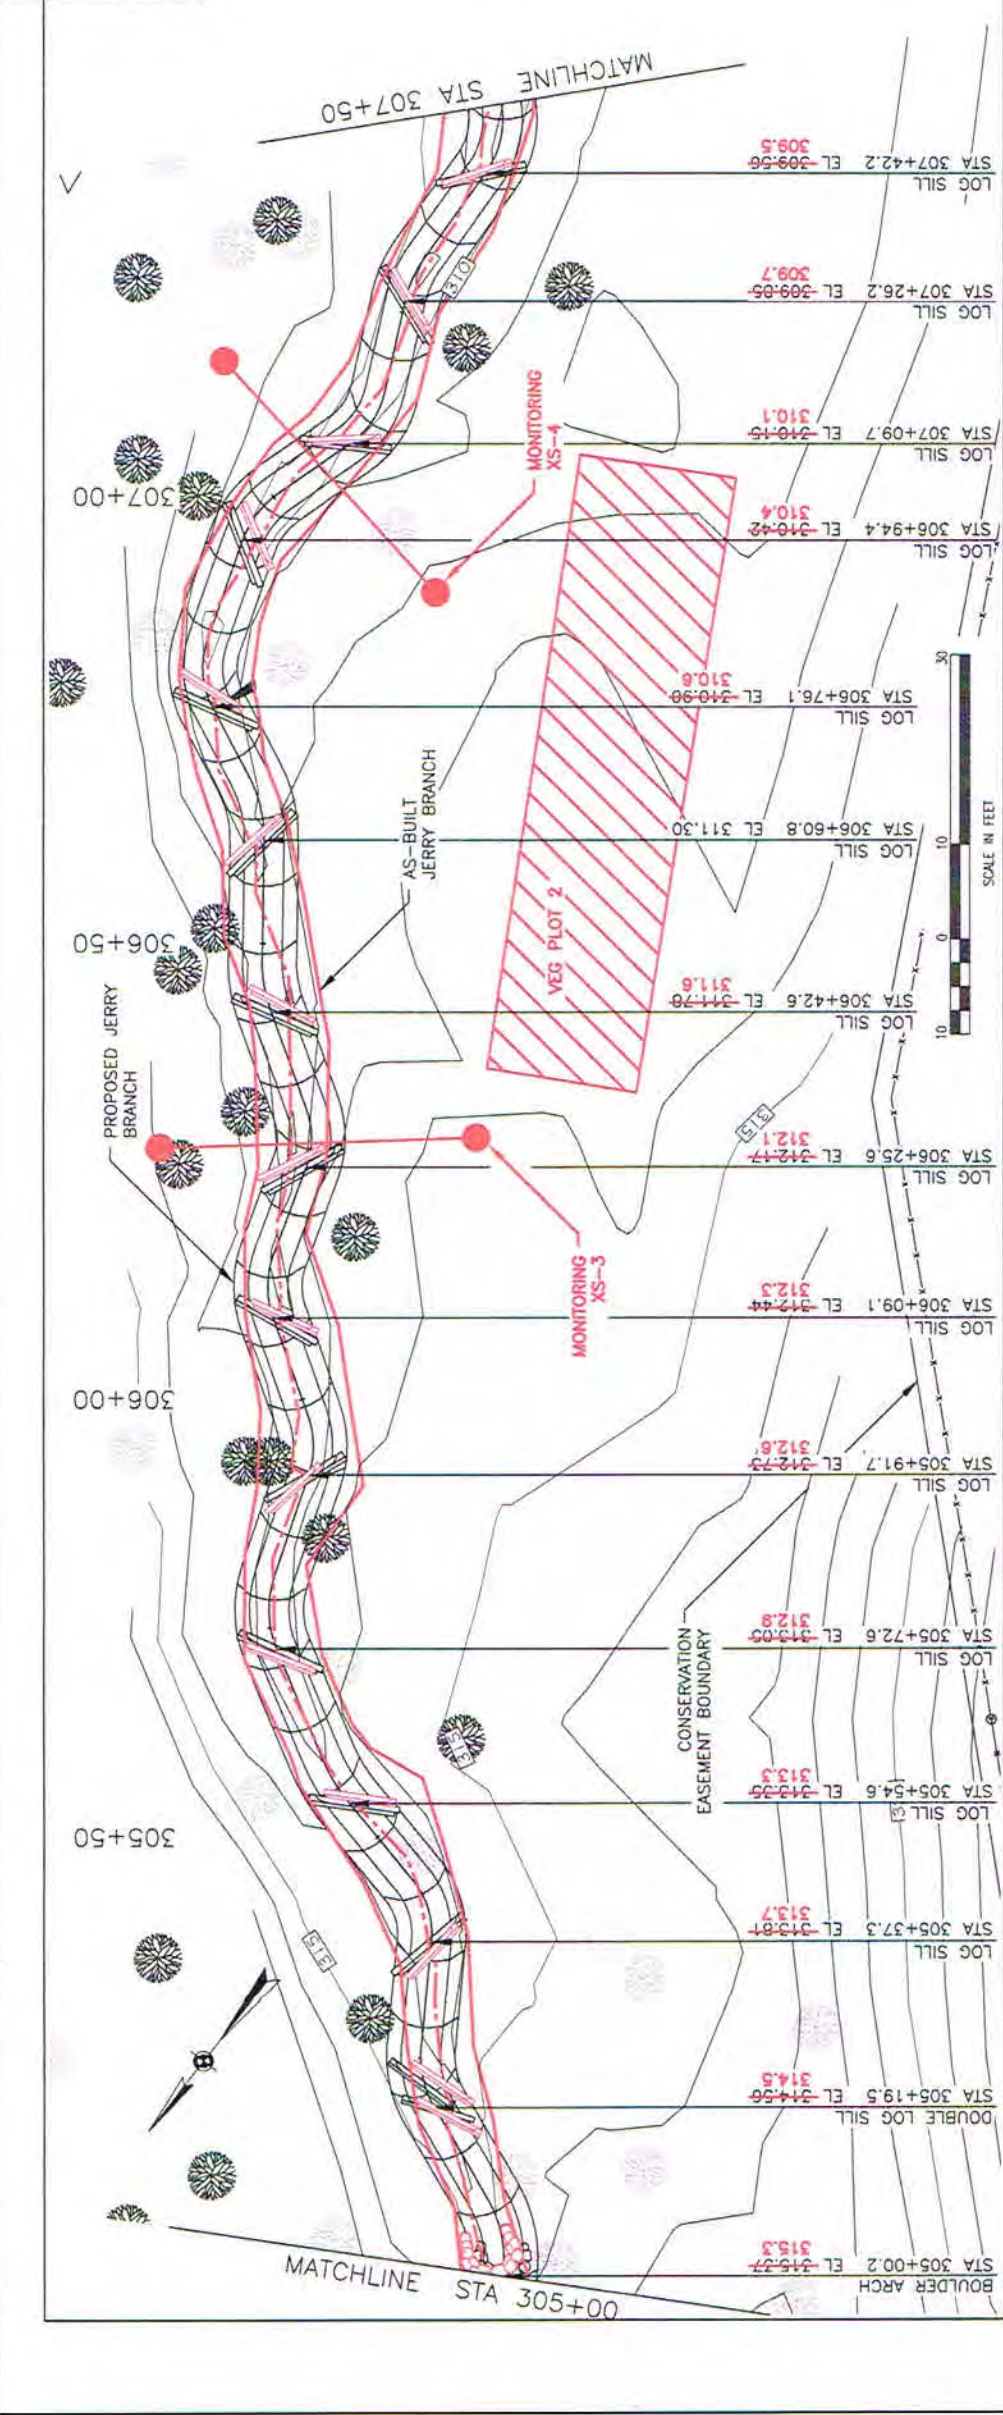 MATCHLINE STA 307+50
LOG SILL
STA 307+42.2 EL 309.56
309.5
LOG SILL
STA 307+26.2 EL 309.85
309.7
310
LOG SILL
STA 307+09.7 EL 310.15
310.1
MONITORING
XS-4
307+00
LOG SILL
STA 306+94.4 EL 310.42
310.4
LOG SILL
STA 306+76.1 EL 310.98
310.6
30
10
0
10
SCALE IN FEET
AS-BUILT
JERRY BRANCH
LOG SILL
STA 306+60.8 EL 311.30
VEG PLOT 2
306+50
LOG SILL
STA 306+42.6 EL 311.78
311.6
PROPOSED JERRY
BRANCH
315
LOG SILL
STA 306+25.6 EL 312.17
312.1
MONITORING
XS-3
LOG SILL
STA 306+09.1 EL 312.44
312.3
306+00
LOG SILL
STA 305+91.7 EL 312.73
312.6
CONSERVATION
EASEMENT BOUNDARY
LOG SILL
STA 305+72.6 EL 313.05
312.9
315
LOG SILL
STA 305+54.6 EL 313.35
313.3
305+50
LOG SILL
STA 305+37.3 EL 313.81
313.7
315
DOUBLE LOG SILL
STA 305+19.5 EL 314.56
314.5
BOULDER ARCH
STA 305+00.2 EL 315.37
315.3
MATCHLINE STA 305+00